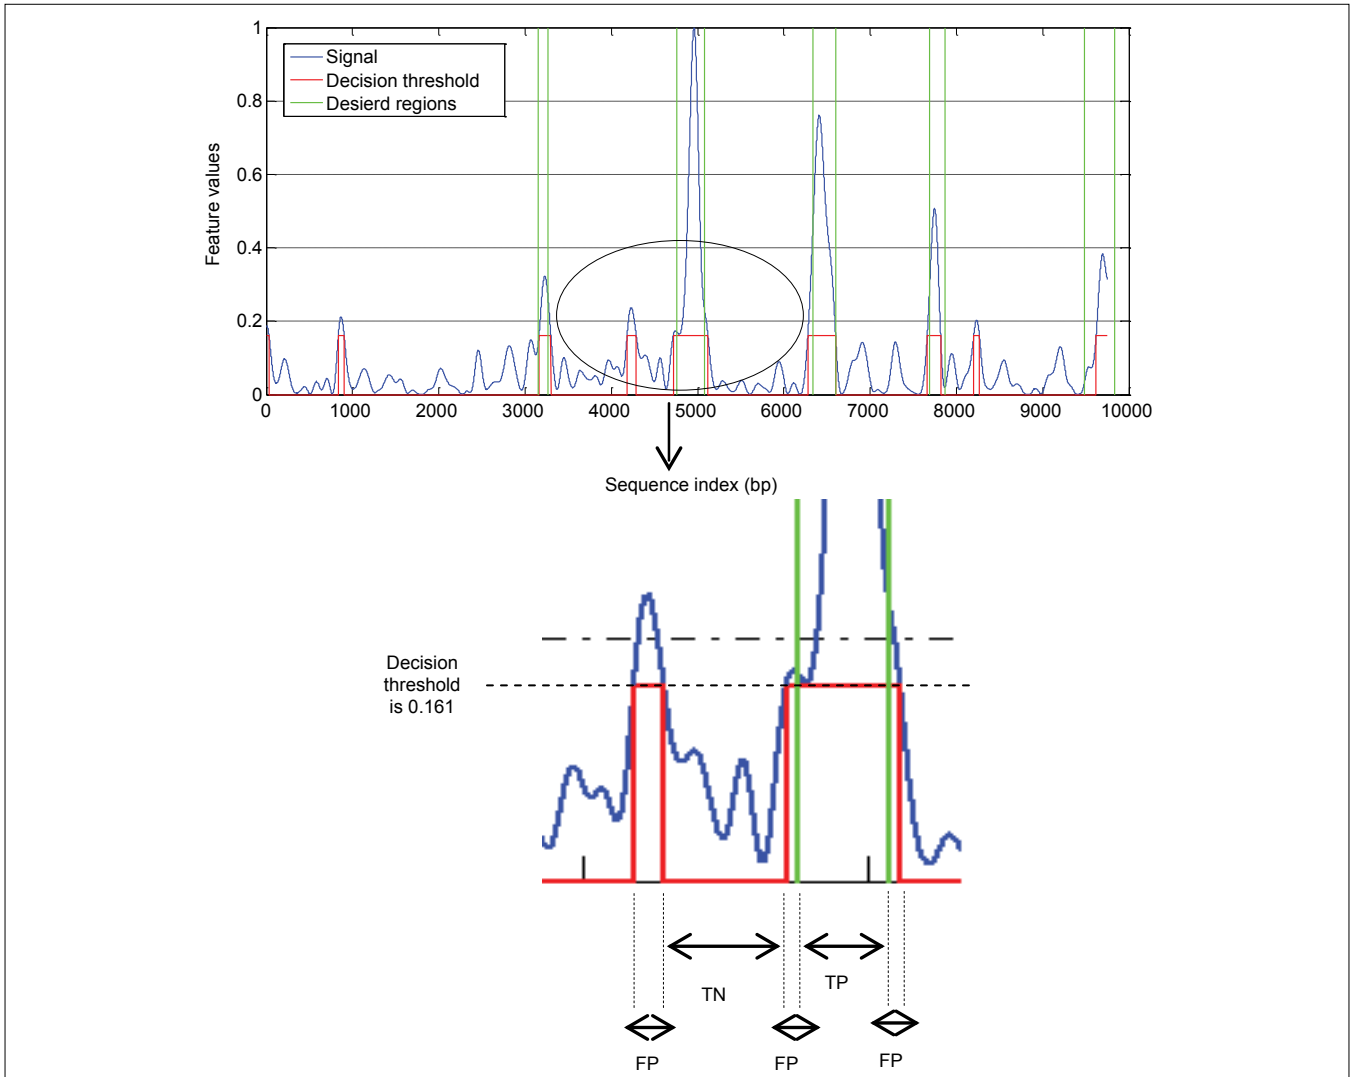 1
0.8
0.6
0.4
0.2
0
Feature values
Signal
Decision threshold
Desierd regions
0 1000 2000 3000 4000 5000 6000 7000 8000 9000 10000
Sequence index (bp)
Decision
threshold
is 0.161
TN
TP
FP
FP
FP